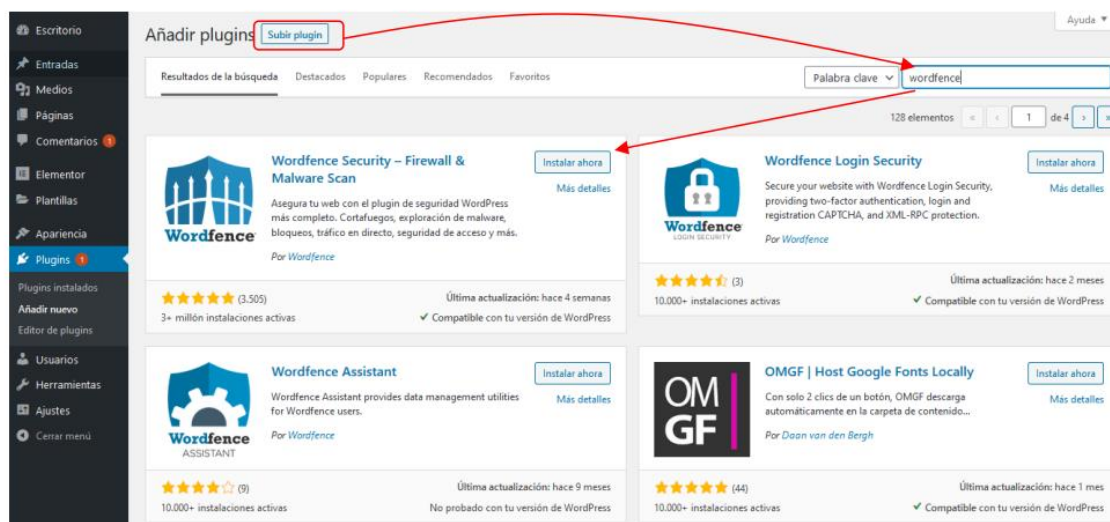 Escritorio
Entradas
Medios
Páginas
Comentarios 1
Elementor
Plantillas
Apariencia
Plugins 1
Plugins instalados
Añadir nuevo
Editor de plugins
Usuarios
Herramientas
Ajustes
Cerrar menú
Ayuda
Añadir plugins Subir plugin
Resultados de la búsqueda Destacados Populares Recomendados Favoritos Palabra clave wordfence
128 elementos « ‹ 1 de 4 › »
Wordfence
Wordfence Security – Firewall &
Malware Scan
Instalar ahora
Más detalles
Asegura tu web con el plugin de seguridad WordPress
más completo. Cortafuegos, exploración de malware,
bloqueos, tráfico en directo, seguridad de acceso y más.
Por Wordfence
(3.505)
3+ millón instalaciones activas
Última actualización: hace 4 semanas
Compatible con tu versión de WordPress
Wordfence
LOGIN SECURITY
Wordfence Login Security
Instalar ahora
Más detalles
Secure your website with Wordfence Login Security,
providing two-factor authentication, login and
registration CAPTCHA, and XML-RPC protection.
Por Wordfence
(3)
10.000+ instalaciones activas
Última actualización: hace 2 meses
Compatible con tu versión de WordPress
Wordfence
ASSISTANT
Wordfence Assistant
Instalar ahora
Más detalles
Wordfence Assistant provides data management utilities
for Wordfence users.
Por Wordfence
(9)
10.000+ instalaciones activas
Última actualización: hace 9 meses
No probado con tu versión de WordPress
OM
GF
OMGF | Host Google Fonts Locally
Instalar ahora
Más detalles
Con solo 2 clics de un botón, OMGF descarga
automáticamente en la carpeta de contenido...
Por Daan van den Bergh
(44)
10.000+ instalaciones activas
Última actualización: hace 1 mes
Compatible con tu versión de WordPress